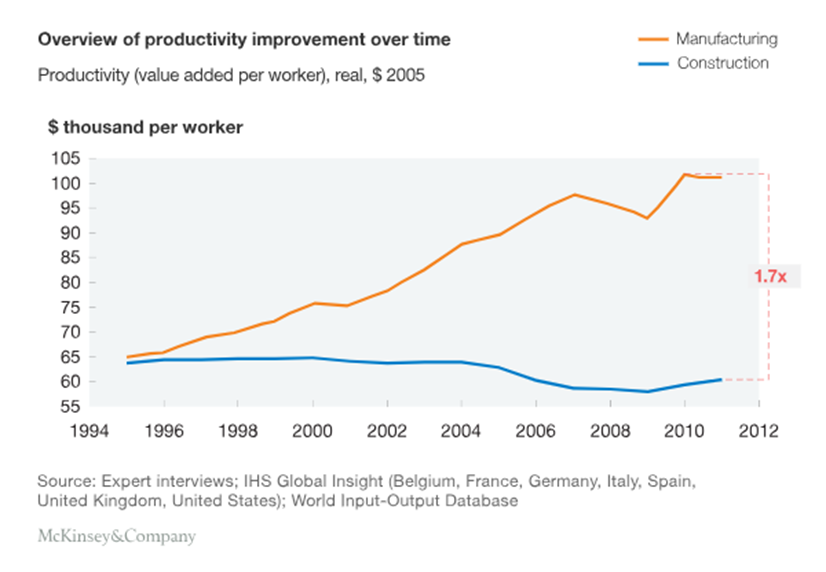 Overview of productivity improvement over time
Productivity (value added per worker), real, $ 2005
Manufacturing
Construction
$ thousand per worker
105
100
95
90
85
80
75
70
65
60
55
1.7x
1994 1996 1998 2000 2002 2004 2006 2008 2010 2012
Source: Expert interviews; IHS Global Insight (Belgium, France, Germany, Italy, Spain,
United Kingdom, United States); World Input-Output Database
McKinsey&Company